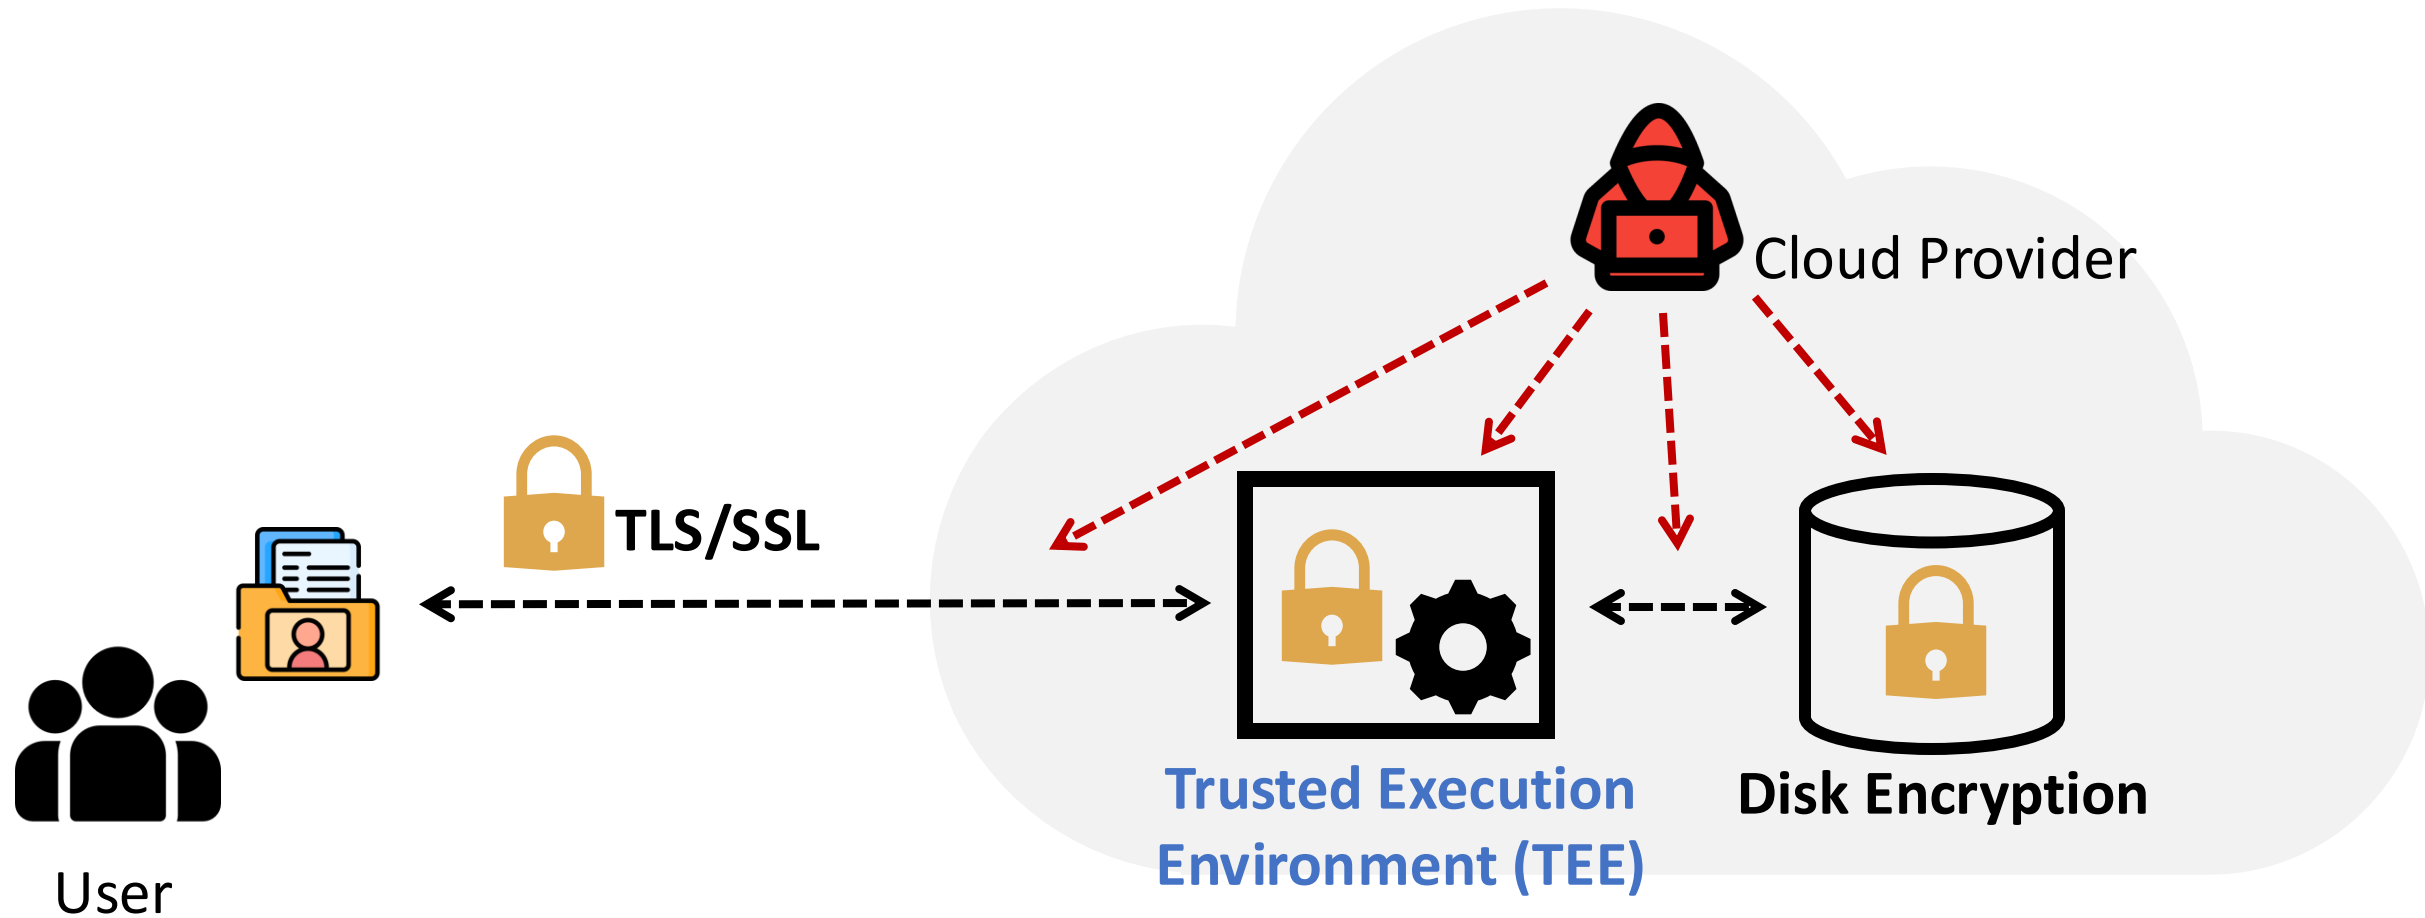 Cloud Provider
TLS/SSL
Trusted Execution
Environment (TEE)
Disk Encryption
User